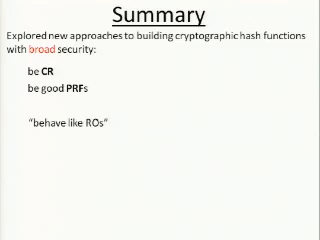 Summary
Explored new approaches to building cryptographic hash functions
with broad security:
be CR
be good PRFs
“behave like ROs”